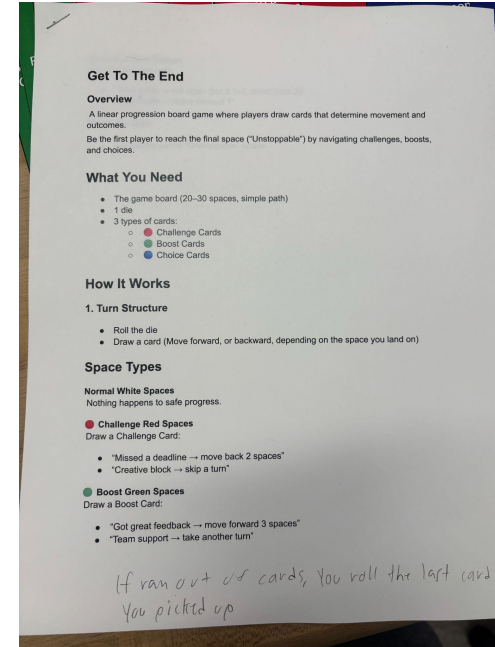 Get To The End
Overview
A linear progression board game where players draw cards that determine movement and
outcomes.
Be the first player to reach the final space ("Unstoppable") by navigating challenges, boosts,
and choices.
What You Need
• The game board (20–30 spaces, simple path)
• 1 die
• 3 types of cards:
○ 🔴 Challenge Cards
○ 🟢 Boost Cards
○ 🔵 Choice Cards
How It Works
1. Turn Structure
• Roll the die
• Draw a card (Move forward, or backward, depending on the space you land on)
Space Types
Normal White Spaces
Nothing happens to safe progress.
🔴 Challenge Red Spaces
Draw a Challenge Card:
• "Missed a deadline → move back 2 spaces"
• "Creative block → skip a turn"
🟢 Boost Green Spaces
Draw a Boost Card:
• "Got great feedback → move forward 3 spaces"
• "Team support → take another turn"
If ran out of cards, You roll the last card
You picked up